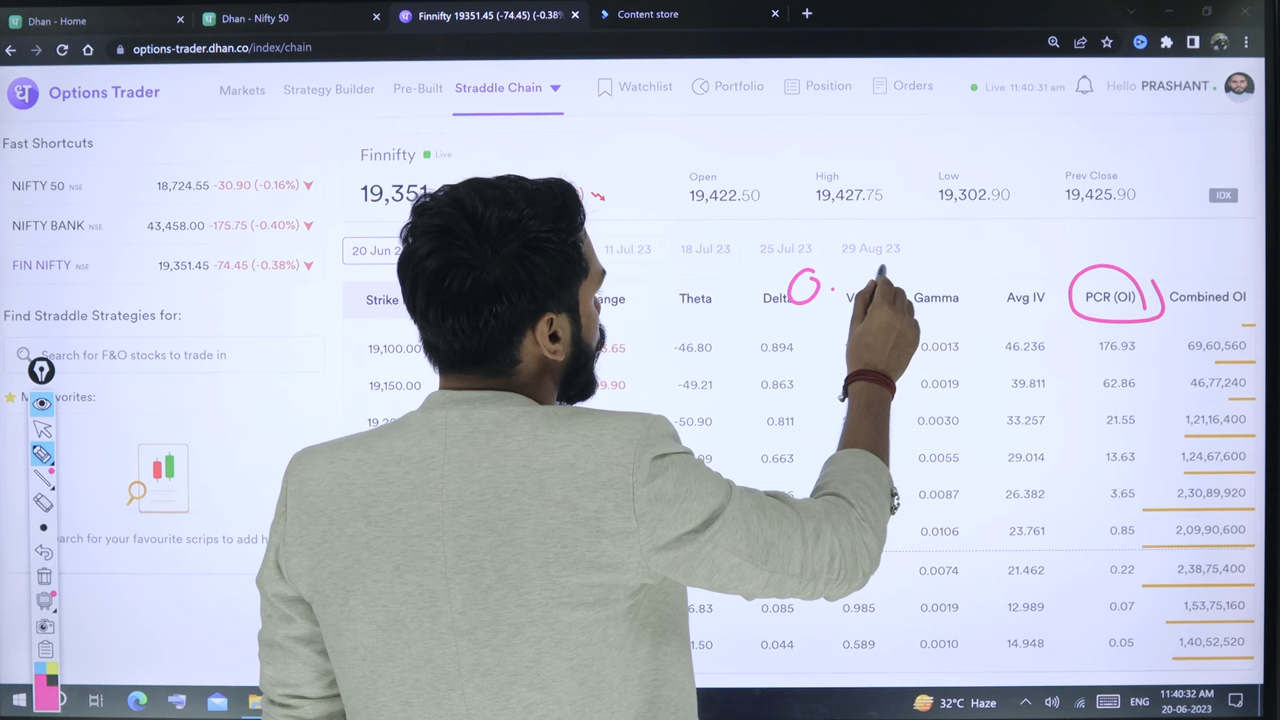 Dhan - Home
Dhan - Nifty 50
Finnifty 19351.45 (-74.45) (-0.38%
Content store
options-trader.dhan.co/index/chain
ध Options Trader
Markets Strategy Builder Pre-Built Straddle Chain Watchlist Portfolio Position Orders Live 11:40:31 am Hello PRASHANT
Fast Shortcuts
NIFTY 50 NSE 18,724.55 -30.90 (-0.16%)
NIFTY BANK NSE 43,458.00 -175.75 (-0.40%)
FIN NIFTY NSE 19,351.45 -74.45 (-0.38%)
Find Straddle Strategies for:
Search for F&O stocks to trade in
Finnifty Live
19,351
Open High Low Prev Close
19,422.50 19,427.75 19,302.90 19,425.90 IDX
20 Jun 11 Jul 23 18 Jul 23 25 Jul 23 29 Aug 23
0.
Strike Theta Delta Gamma Avg IV PCR (OI) Combined OI
19,100.00 -46.80 0.894 0.0013 46.236 176.93 69,60,560
19,150.00 9.90 -49.21 0.863 0.0019 39.811 62.86 46,77,240
-50.90 0.811 0.0030 33.257 21.55 1,21,16,400
0.663 0.0055 29.014 13.63 1,24,67,600
0.0087 26.382 3.65 2,30,89,920
0.0106 23.761 0.85 2,09,90,600
0.0074 21.462 0.22 2,38,75,400
6.83 0.085 0.985 0.0019 12.989 0.07 1,53,75,160
1.50 0.044 0.589 0.0010 14.948 0.05 1,40,52,520
32°C Haze ENG 11:40:32 AM
20-06-2023